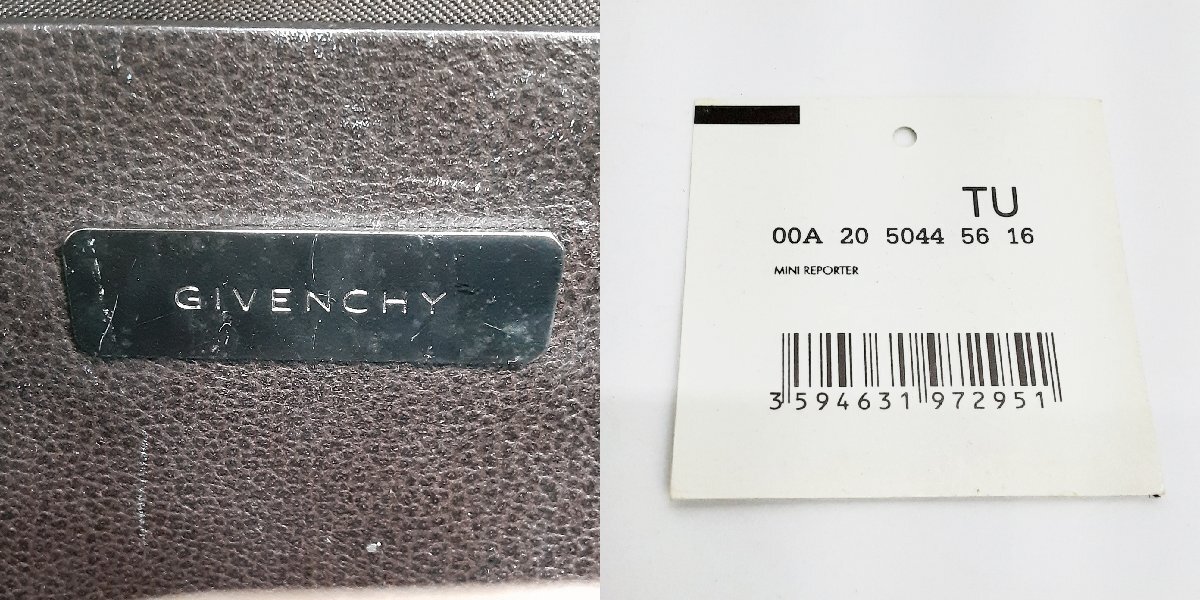 GIVENCHY
TU
00A 20 5044 56 16
MINI REPORTER
3 594631 972951